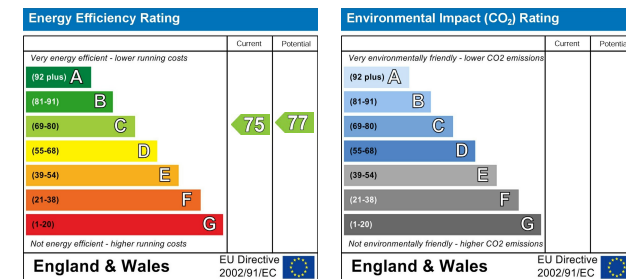 Energy Efficiency Rating
Current Potential
Very energy efficient - lower running costs
(92 plus) A
(81-91) B
(69-80) C 75 77
(55-68) D
(39-54) E
(21-38) F
(1-20) G
Not energy efficient - higher running costs
England & Wales
EU Directive
2002/91/EC
Environmental Impact (CO2) Rating
Current Potential
Very environmentally friendly - lower CO2 emissions
(92 plus) A
(81-91) B
(69-80) C
(55-68) D
(39-54) E
(21-38) F
(1-20) G
Not environmentally friendly - higher CO2 emissions
England & Wales
EU Directive
2002/91/EC